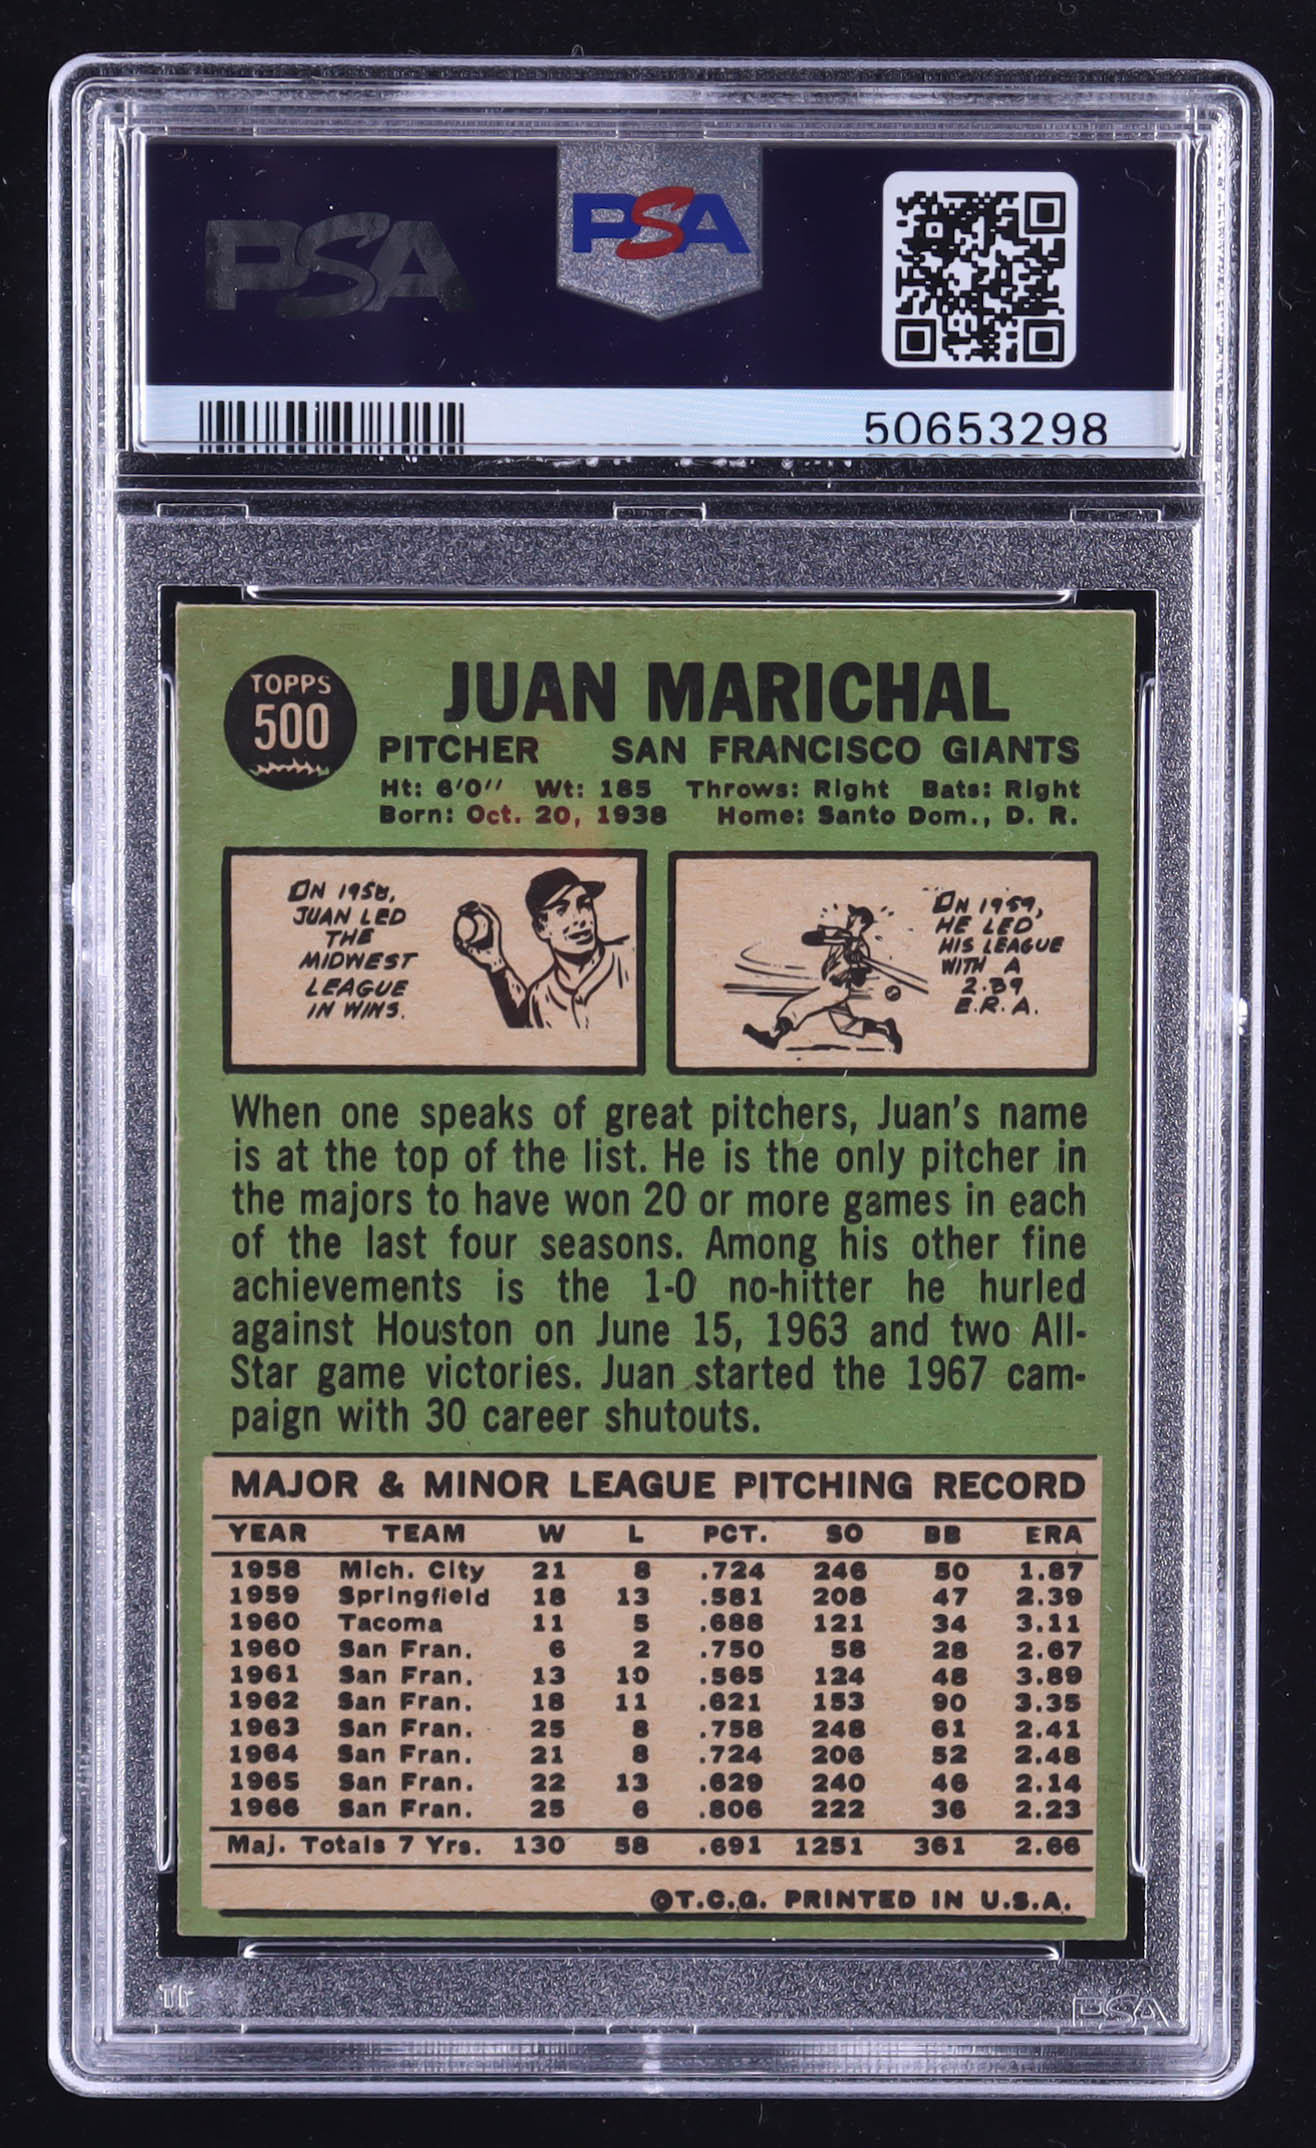 PSA
PSA
50653298
TOPPS
500
JUAN MARICHAL
PITCHER SAN FRANCISCO GIANTS
Ht: 6'0" Wt: 185 Throws: Right Bats: Right
Born: Oct. 20, 1938 Home: Santo Dom., D. R.
IN 1958,
JUAN LED
THE
MIDWEST
LEAGUE
IN WINS.
IN 1959,
HE LED
HIS LEAGUE
WITH A
2.39
E.R.A.
When one speaks of great pitchers, Juan's name
is at the top of the list. He is the only pitcher in
the majors to have won 20 or more games in each
of the last four seasons. Among his other fine
achievements is the 1-0 no-hitter he hurled
against Houston on June 15, 1963 and two All-
Star game victories. Juan started the 1967 cam-
paign with 30 career shutouts.
MAJOR & MINOR LEAGUE PITCHING RECORD
YEAR TEAM W L PCT. SO BB ERA
1958 Mich. City 21 8 .724 246 50 1.87
1959 Springfield 18 13 .581 208 47 2.39
1960 Tacoma 11 5 .688 121 34 3.11
1960 San Fran. 6 2 .750 58 28 2.67
1961 San Fran. 13 10 .565 124 48 3.89
1962 San Fran. 18 11 .621 153 90 3.35
1963 San Fran. 25 8 .758 248 61 2.41
1964 San Fran. 21 8 .724 206 52 2.48
1965 San Fran. 22 13 .629 240 46 2.14
1966 San Fran. 25 6 .806 222 36 2.23
Maj. Totals 7 Yrs. 130 58 .691 1251 361 2.66
©T.C.G. PRINTED IN U.S.A.
PSA